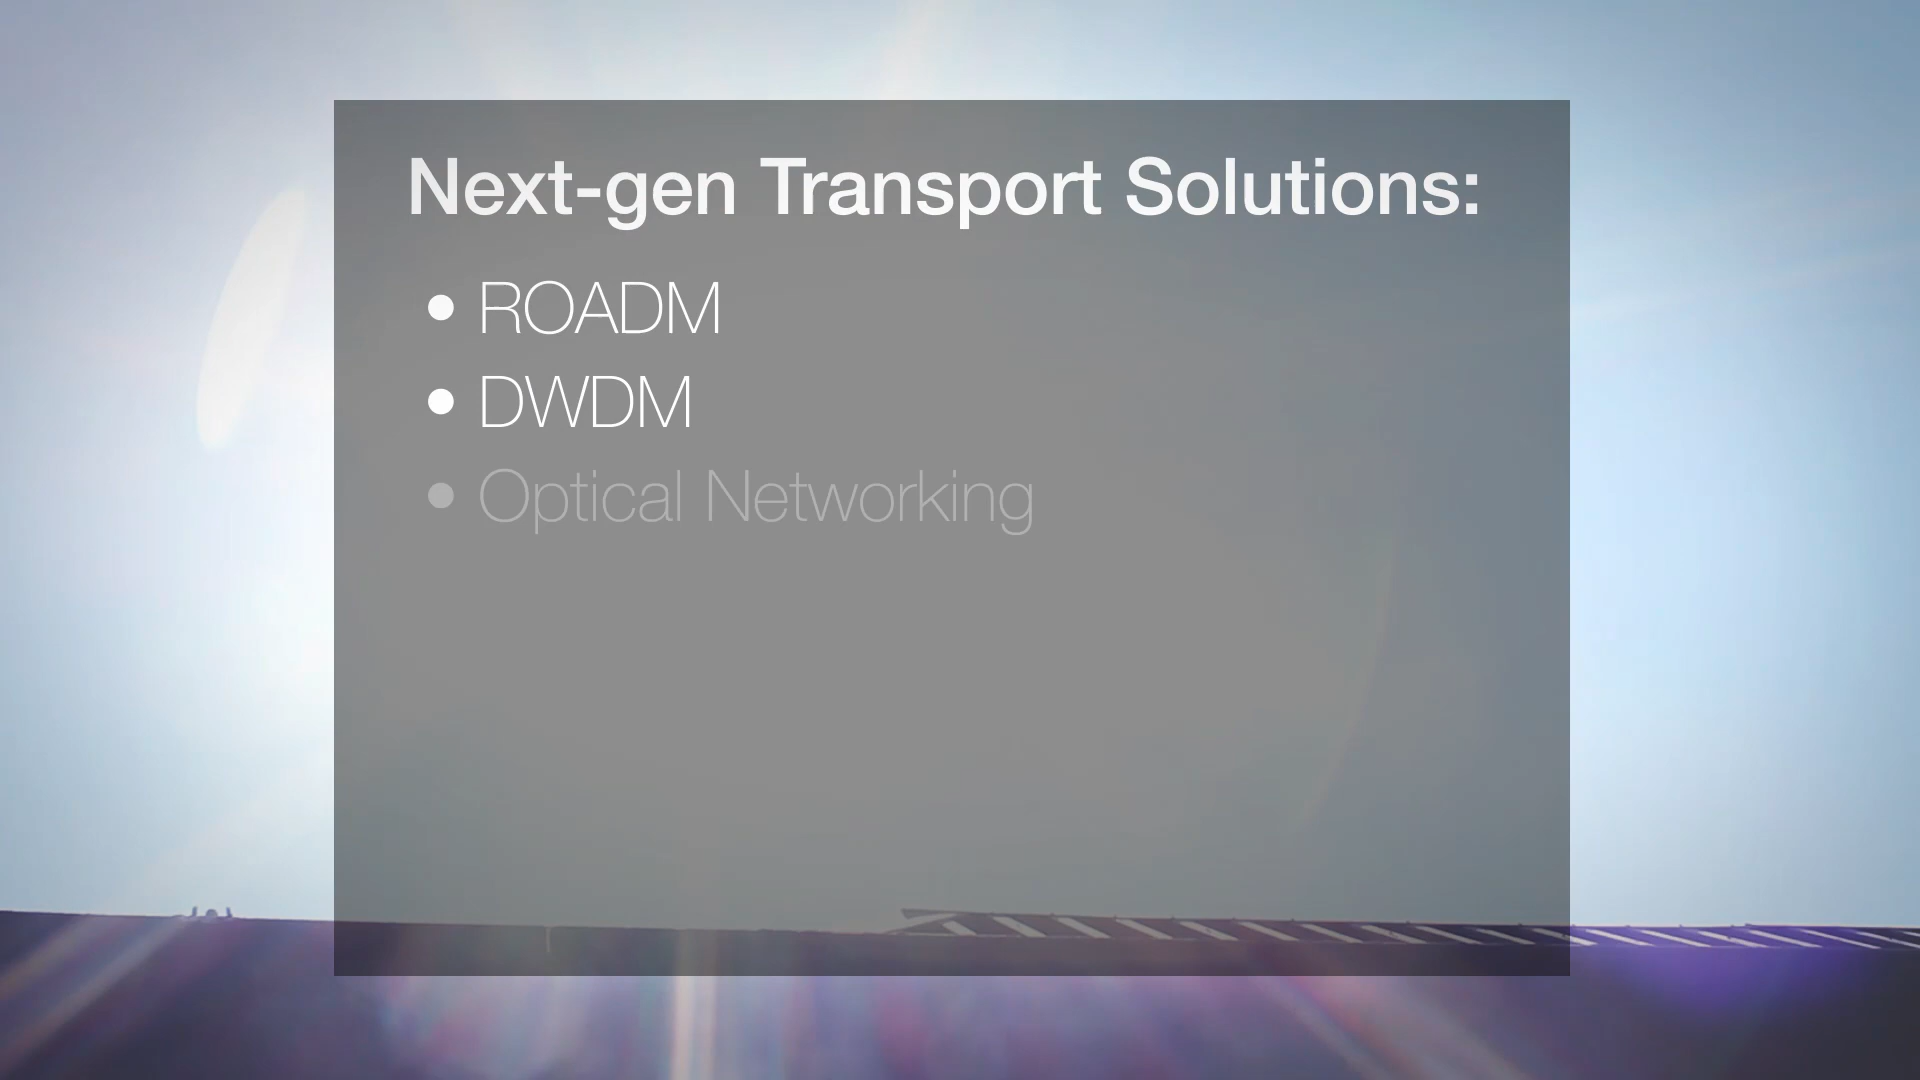 Next-gen Transport Solutions:
• ROADM
• DWDM
• Optical Networking